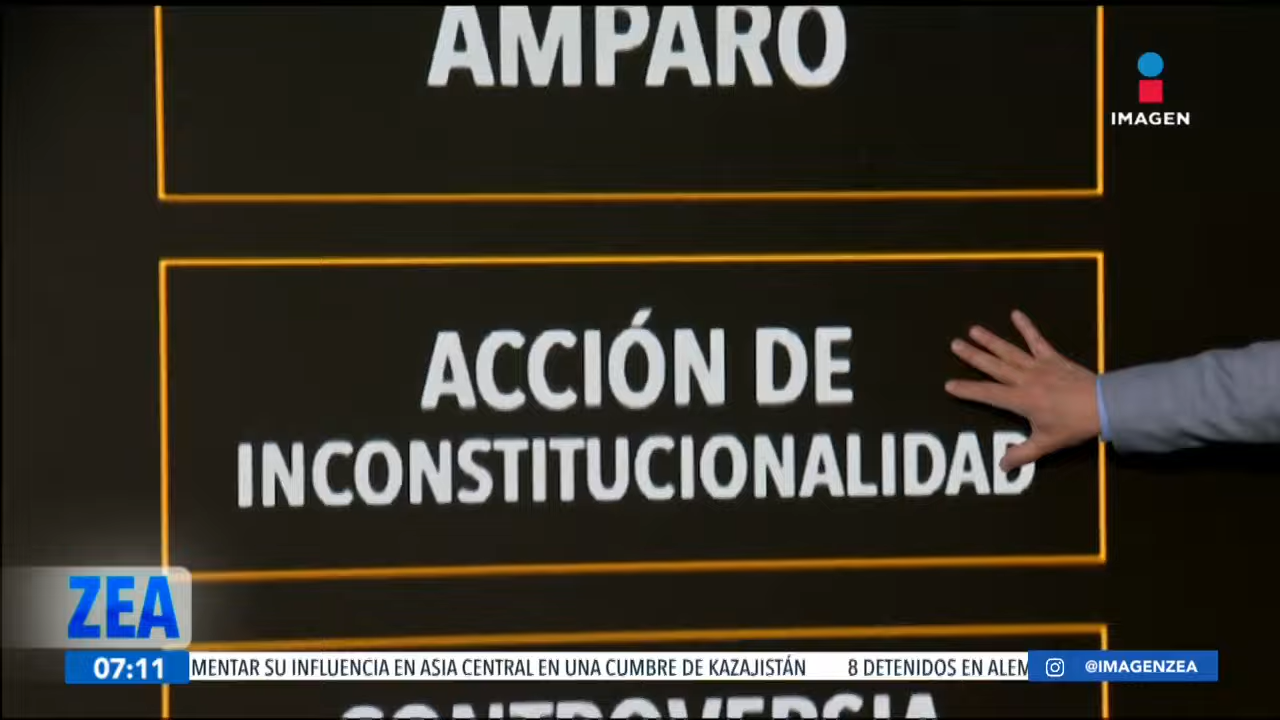 AMPARO
IMAGEN
ACCIÓN DE
INCONSTITUCIONALIDAD
ZEA
07:11 MENTAR SU INFLUENCIA EN ASIA CENTRAL EN UNA CUMBRE DE KAZAJISTÁN 8 DETENIDOS EN ALEM @IMAGENZEA
CONTROVERSIA